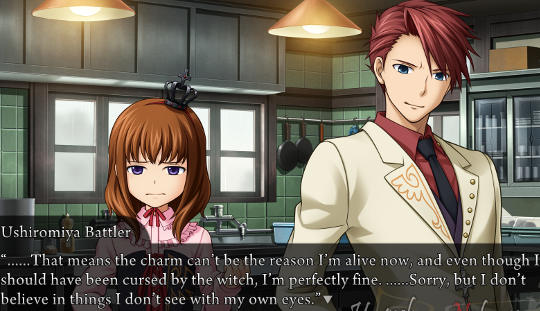 Ushiromiya Battler
“......That means the charm can't be the reason I'm alive now, and even though I
should have been cursed by the witch, I'm perfectly fine. ......Sorry, but I don't
believe in things I don't see with my own eyes.”▼